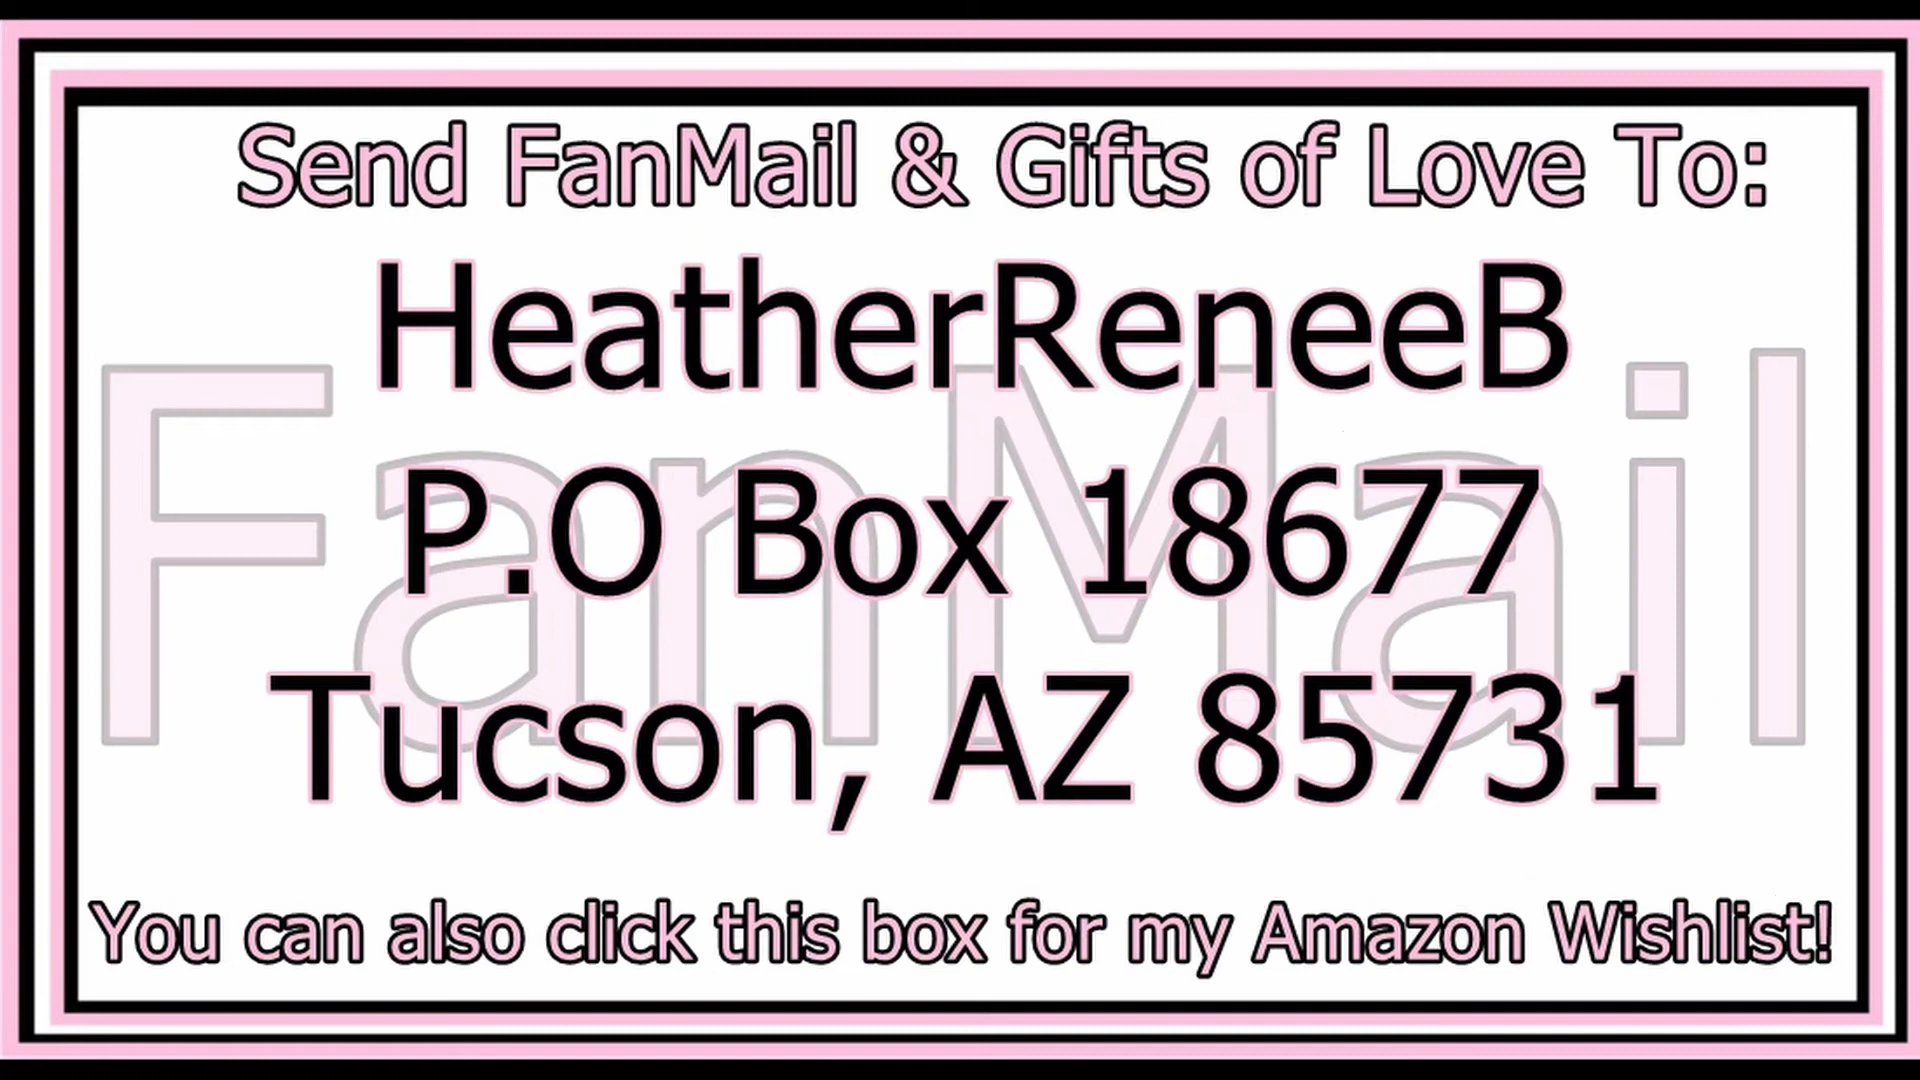 Send FanMail & Gifts of Love To:
HeatherReneeB
FanMail
P.O Box 18677
Tucson, AZ 85731
You can also click this box for my Amazon Wishlist!